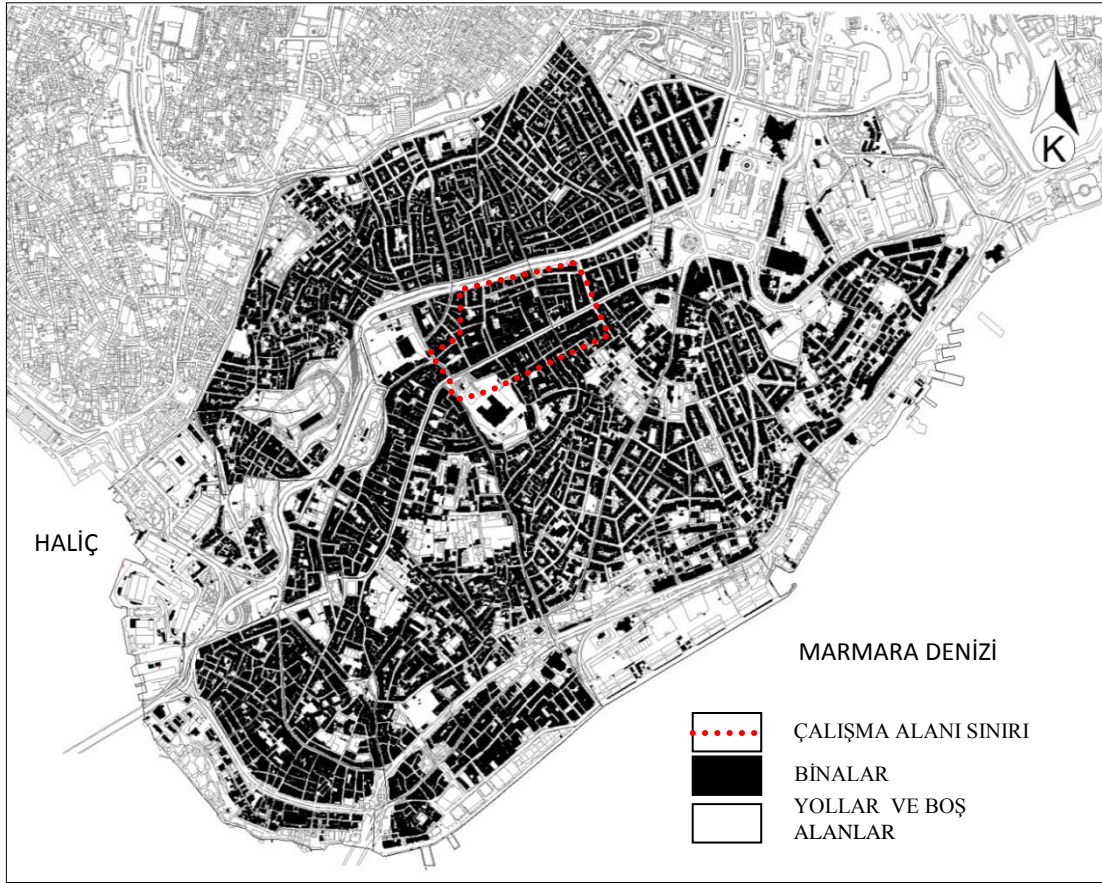 K
HALİÇ
MARMARA DENİZİ
ÇALIŞMA ALANI SINIRI
BİNALAR
YOLLAR VE BOŞ
ALANLAR